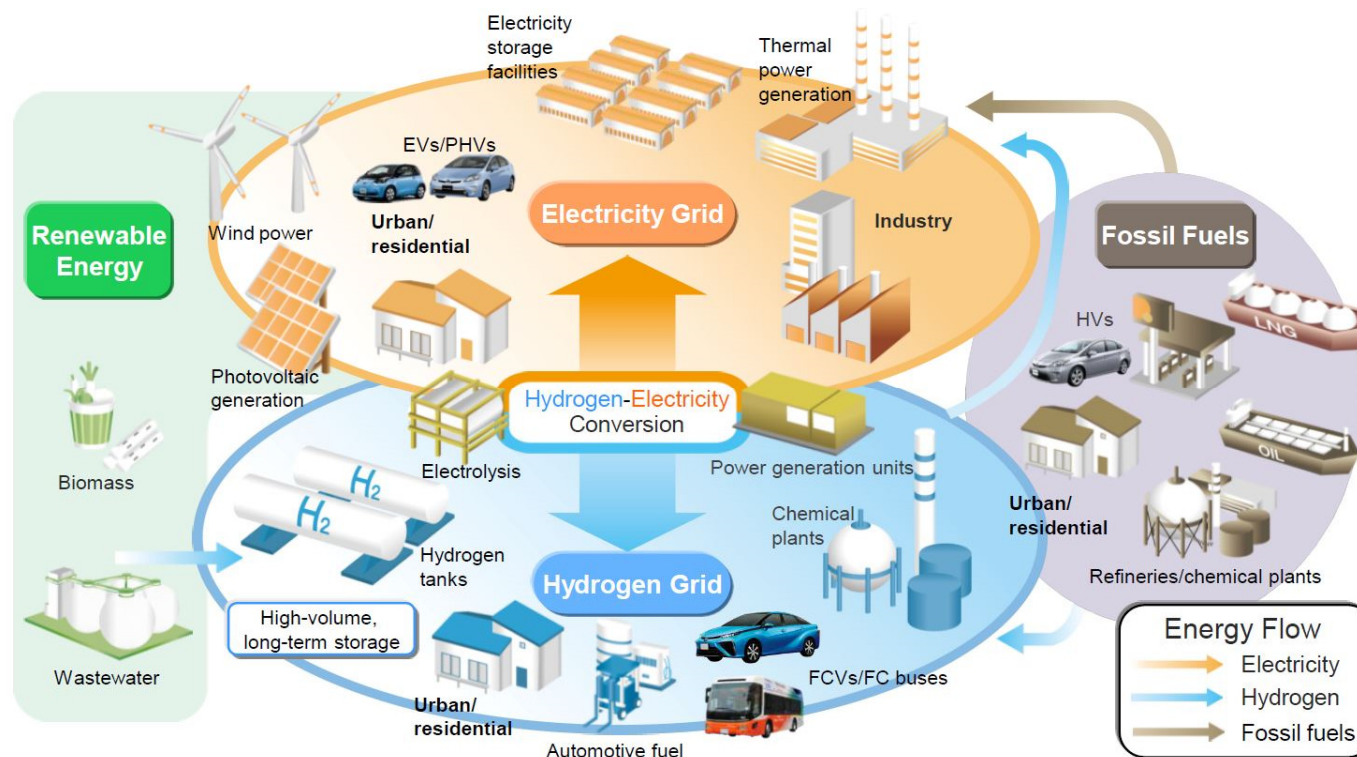 Electricity
storage
facilities
Thermal
power
generation
EVs/PHVs
Urban/
residential
Electricity Grid
Industry
Wind power
Renewable
Energy
Photovoltaic
generation
Biomass
Wastewater
Fossil Fuels
HVs
LNG
OIL
Urban/
residential
Refineries/chemical plants
Hydrogen-Electricity
Conversion
Electrolysis
Power generation units
H2
H2
Hydrogen
tanks
High-volume,
long-term storage
Hydrogen Grid
Chemical
plants
Urban/
residential
Automotive fuel
FCVs/FC buses
Energy Flow
Electricity
Hydrogen
Fossil fuels